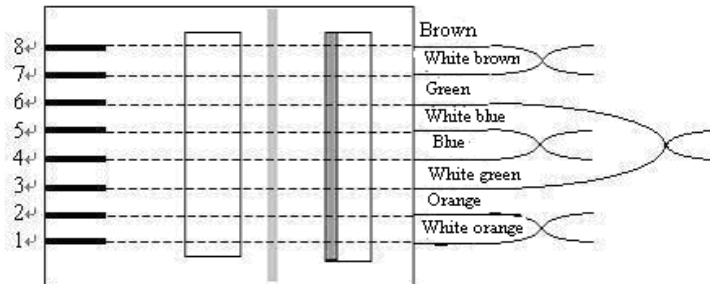 8↵ Brown
7↵ White brown
6↵ Green
5↵ White blue
4↵ Blue
3↵ White green
2↵ Orange
1↵ White orange